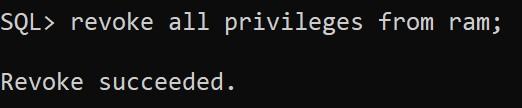 SQL> revoke all privileges from ram;
Revoke succeeded.